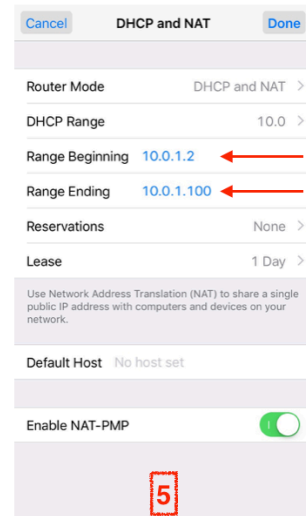 Cancel DHCP and NAT Done
Router Mode DHCP and NAT >
DHCP Range 10.0 >
Range Beginning 10.0.1.2
Range Ending 10.0.1.100
Reservations None >
Lease 1 Day >
Use Network Address Translation (NAT) to share a single
public IP address with computers and devices on your
network.
Default Host No host set
Enable NAT-PMP
5